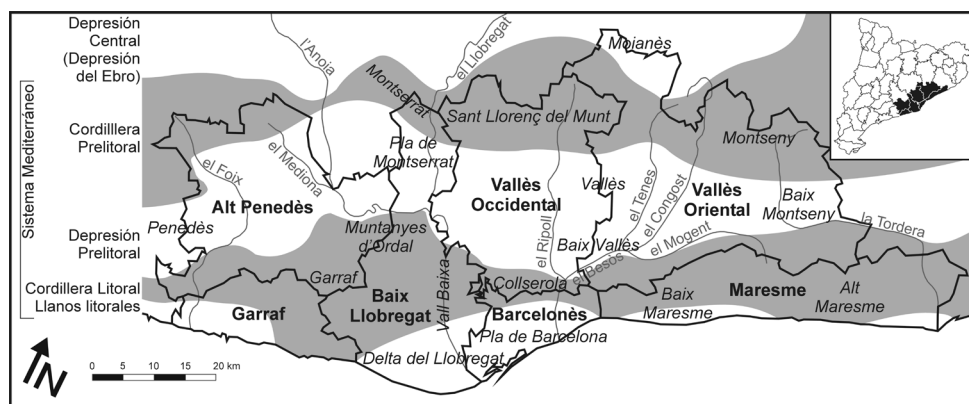 Depresión
Central
(Depresión
del Ebro)
Sistema Mediterráneo
Cordilllera
Prelitoral
Depresión
Prelitoral
Cordillera Litoral
Llanos litorales
l'Anoia
el Llobregat
Moianès
Montserrat
Sant Llorenç del Munt
Montseny
Pla de
Montserrat
el Foix
el Mediona
Alt Penedès
Penedès
Vallès
Occidental
Vallès
el Tenes
el Congost
Vallès
Oriental
Baix
Montseny
la Tordera
Muntanyes
d'Ordal
el Ripoll
Baix Vallès
el Mogent
el Besòs
Garraf
Vall Baixa
Collserola
Garraf
Baix
Llobregat
Barcelonès
Pla de Barcelona
Baix
Maresme
Maresme
Alt
Maresme
Delta del Llobregat
N
0 5 10 15 20 km